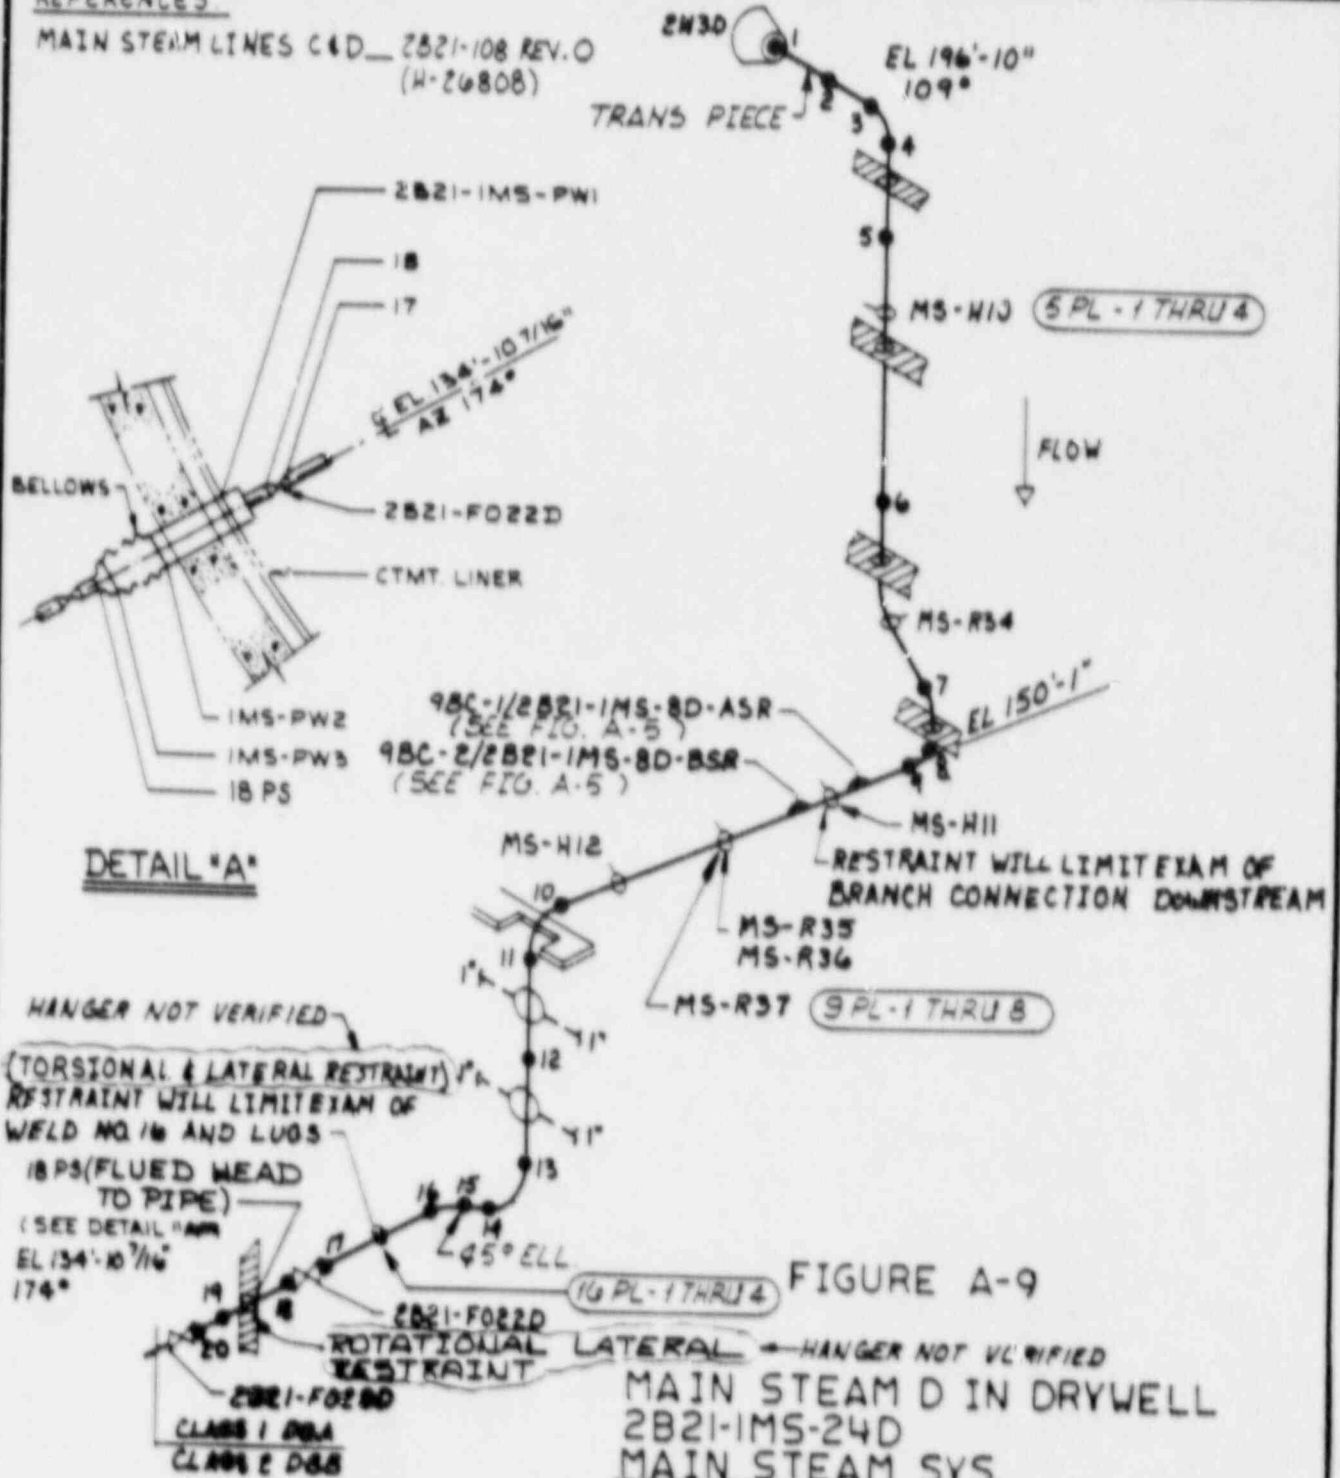 REFERENCES:
MAIN STEAM LINES C&D_ 2B21-108 REV. 0
(H-26808)
1
EL 196'-10"
109°
TRANS PIECE
2
3
4
5
2B21-1MS-PW1
18
17
℄ EL 134'-10 7/16"
AZ 174°
BELLOWS
2B21-F022D
CTMT. LINER
1MS-PW2
1MS-PW3
18 PS
DETAIL "A"
5 PL - 1 THRU 4
FLOW
6
MS-R34
7
EL 150'-1"
8
9
9BC-1/2B21-1MS-8D-ASR
(SEE FIG. A-5)
9BC-2/2B21-1MS-8D-BSR
(SEE FIG. A-5)
MS-H11
RESTRAINT WILL LIMIT EXAM OF
BRANCH CONNECTION DOWNSTREAM
MS-H12
10
MS-R35
MS-R36
MS-R37
9 PL-1 THRU 8
11
1"
1"
12
HANGER NOT VERIFIED
(TORSIONAL & LATERAL RESTRAINT)
RESTRAINT WILL LIMIT EXAM OF
WELD NO. 16 AND LUGS
1"
1"
13
18 PS (FLUED HEAD
TO PIPE)
(SEE DETAIL
EL 134'-10 7/16"
174°
16
15
14
45° ELL
17
16 PL-1 THRU 4
FIGURE A-9
19
18
2B21-F022D
20
ROTATIONAL LATERAL
RESTRAINT
HANGER NOT VERIFIED
2B21-F028D
CLASS 1 DBA
CLASS 2 DBB
MAIN STEAM D IN DRYWELL
2B21-1MS-24D
MAIN STEAM SYS